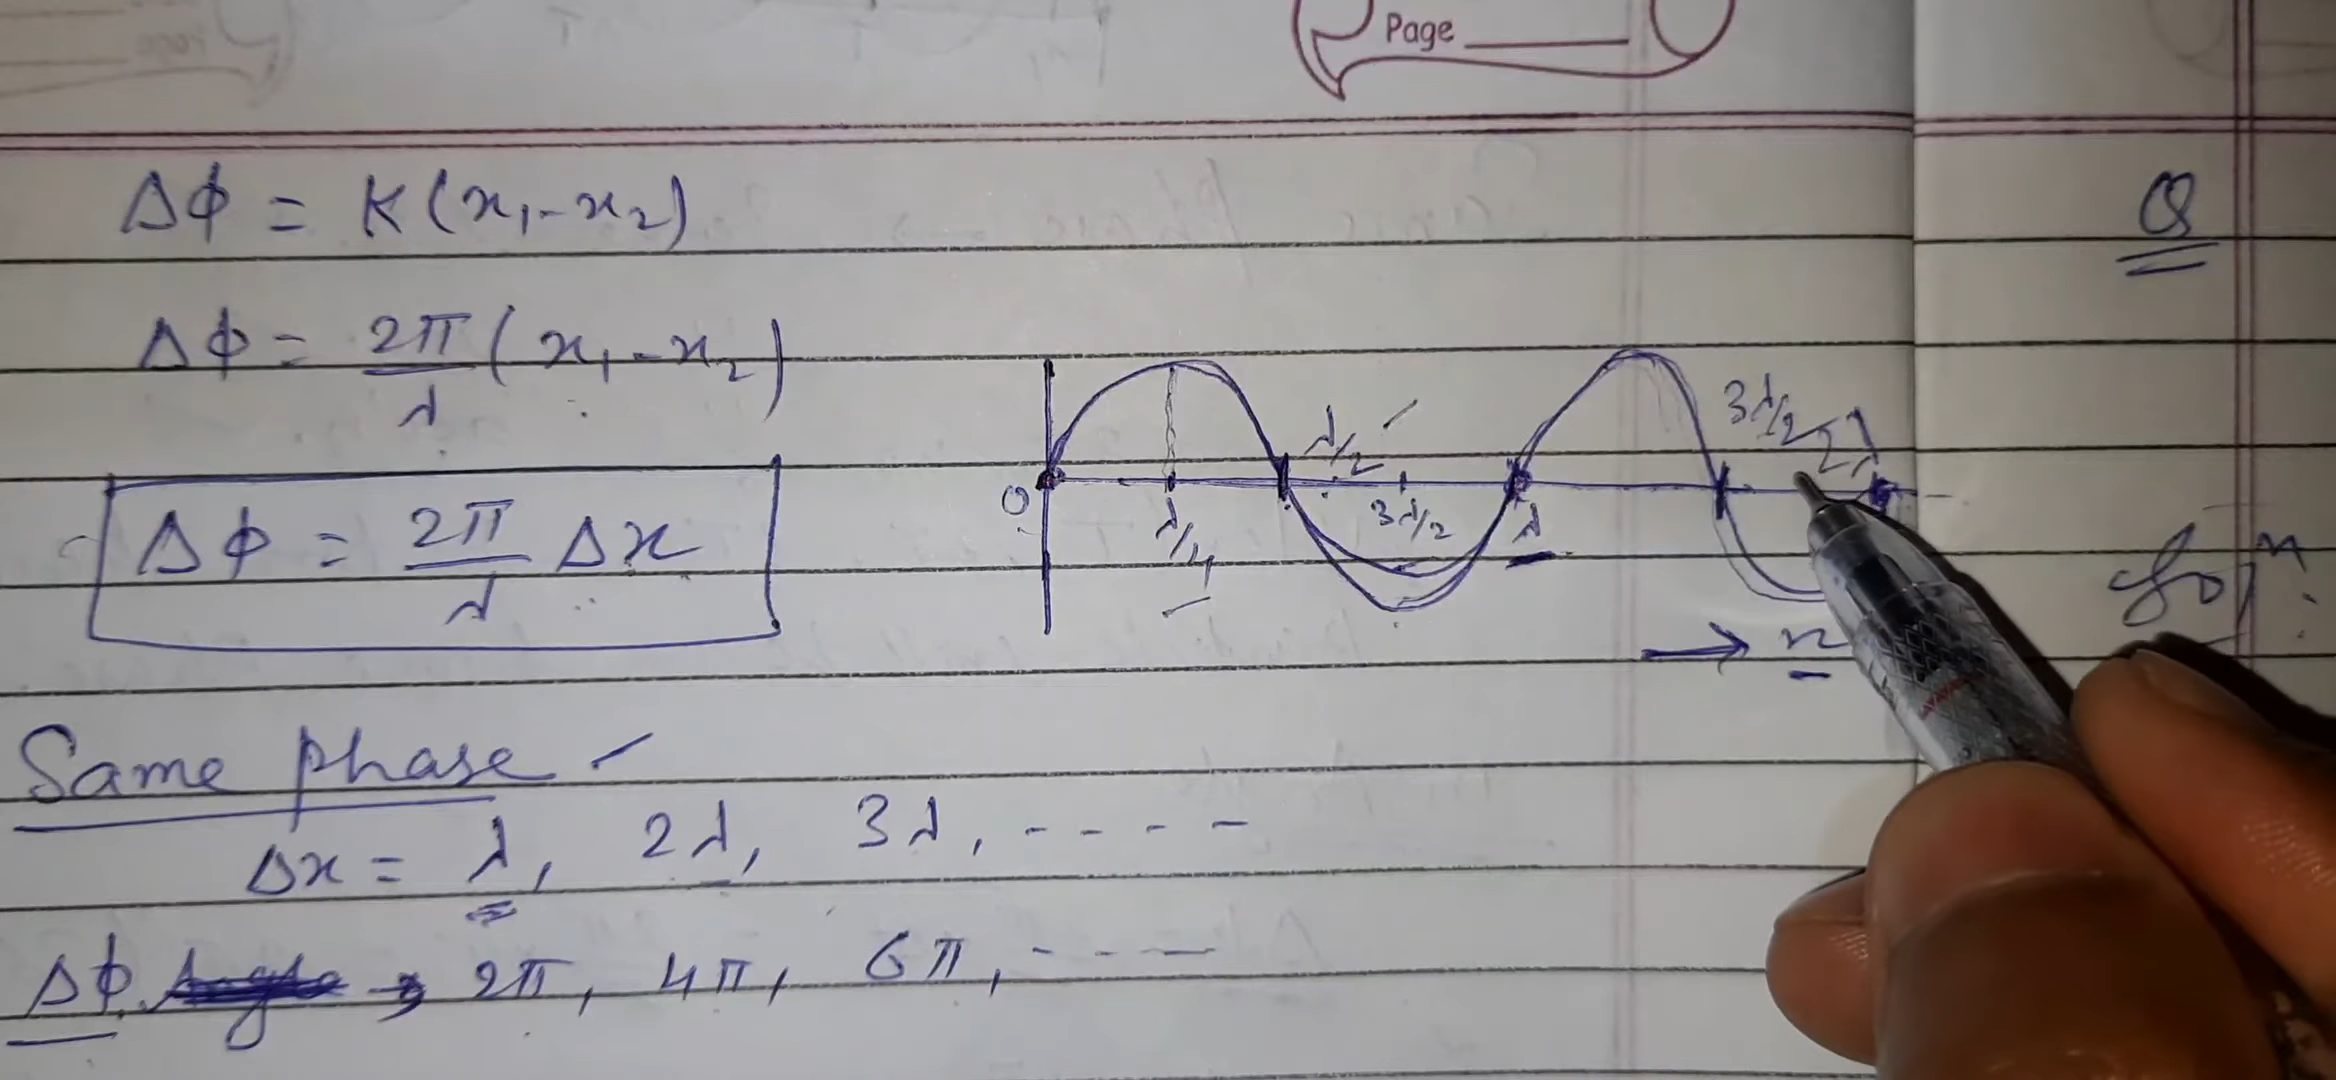 Page
Δφ = K(x₁-x₂)
Q
Δφ = 2π/λ (x₁-x₂)
Δφ = 2π/λ Δx
3λ/2
2λ
λ/2
O
λ/4
3λ/2
λ
→ x
Solⁿ:
Same phase -
Δx = λ, 2λ, 3λ, - - - -
Δφ → 2π, 4π, 6π, - - - -